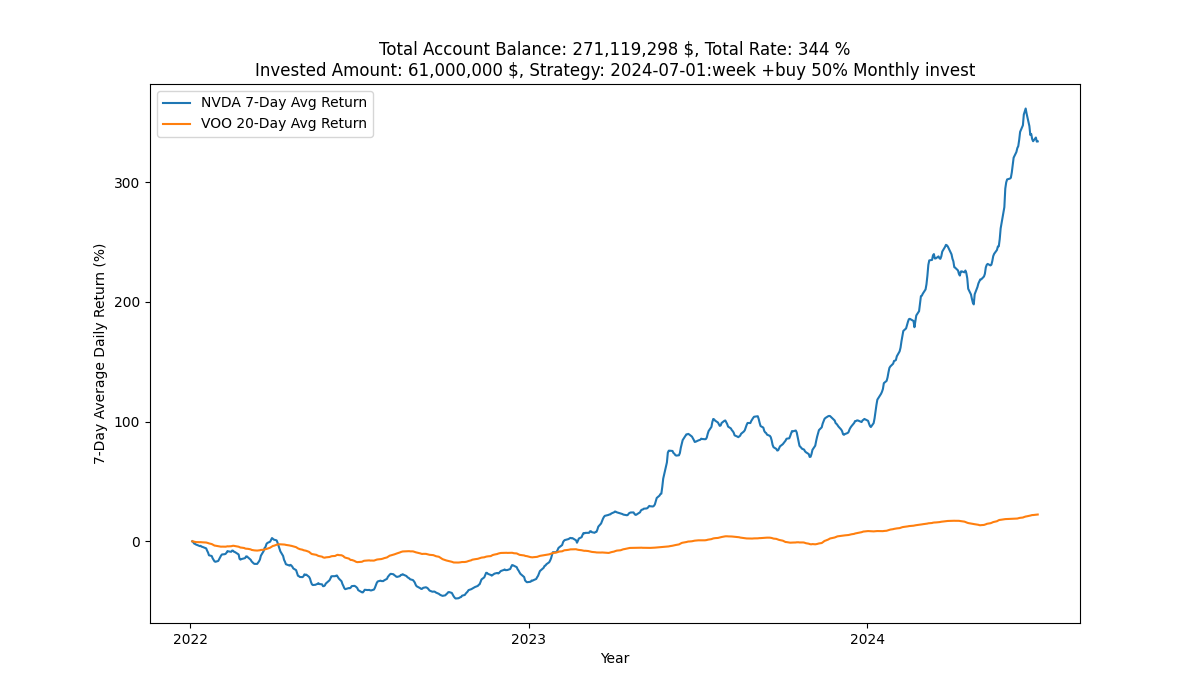 Total Account Balance: 271,119,298 $, Total Rate: 344 %
Invested Amount: 61,000,000 $, Strategy: 2024-07-01:week +buy 50% Monthly invest
NVDA 7-Day Avg Return
VOO 20-Day Avg Return
7-Day Average Daily Return (%)
300
200
100
0
2022
2023
2024
Year